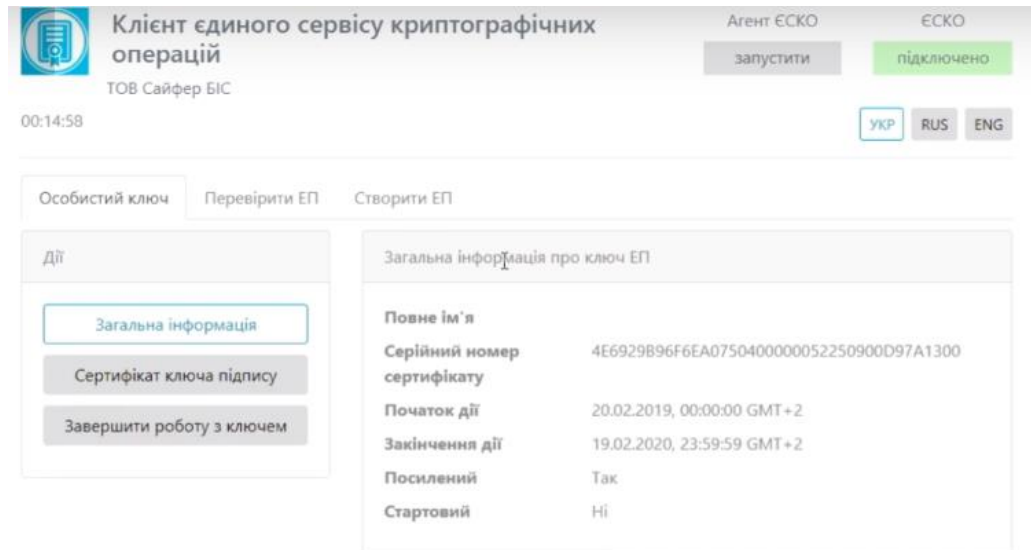 Клієнт єдиного сервісу криптографічних
операцій
ТОВ Сайфер БІС
Агент ЄСКО
запустити
ЄСКО
підключено
00:14:58
УКР
RUS
ENG
Особистий ключ
Перевірити ЕП
Створити ЕП
Дії
Загальна інформація
Сертифікат ключа підпису
Завершити роботу з ключем
Загальна інформація про ключ ЕП
Повне ім'я
Серійний номер
сертифікату
4E6929B96F6EA0750400000052250900D97A1300
Початок дії
20.02.2019, 00:00:00 GMT+2
Закінчення дії
19.02.2020, 23:59:59 GMT+2
Посилений
Так
Стартовий
Ні